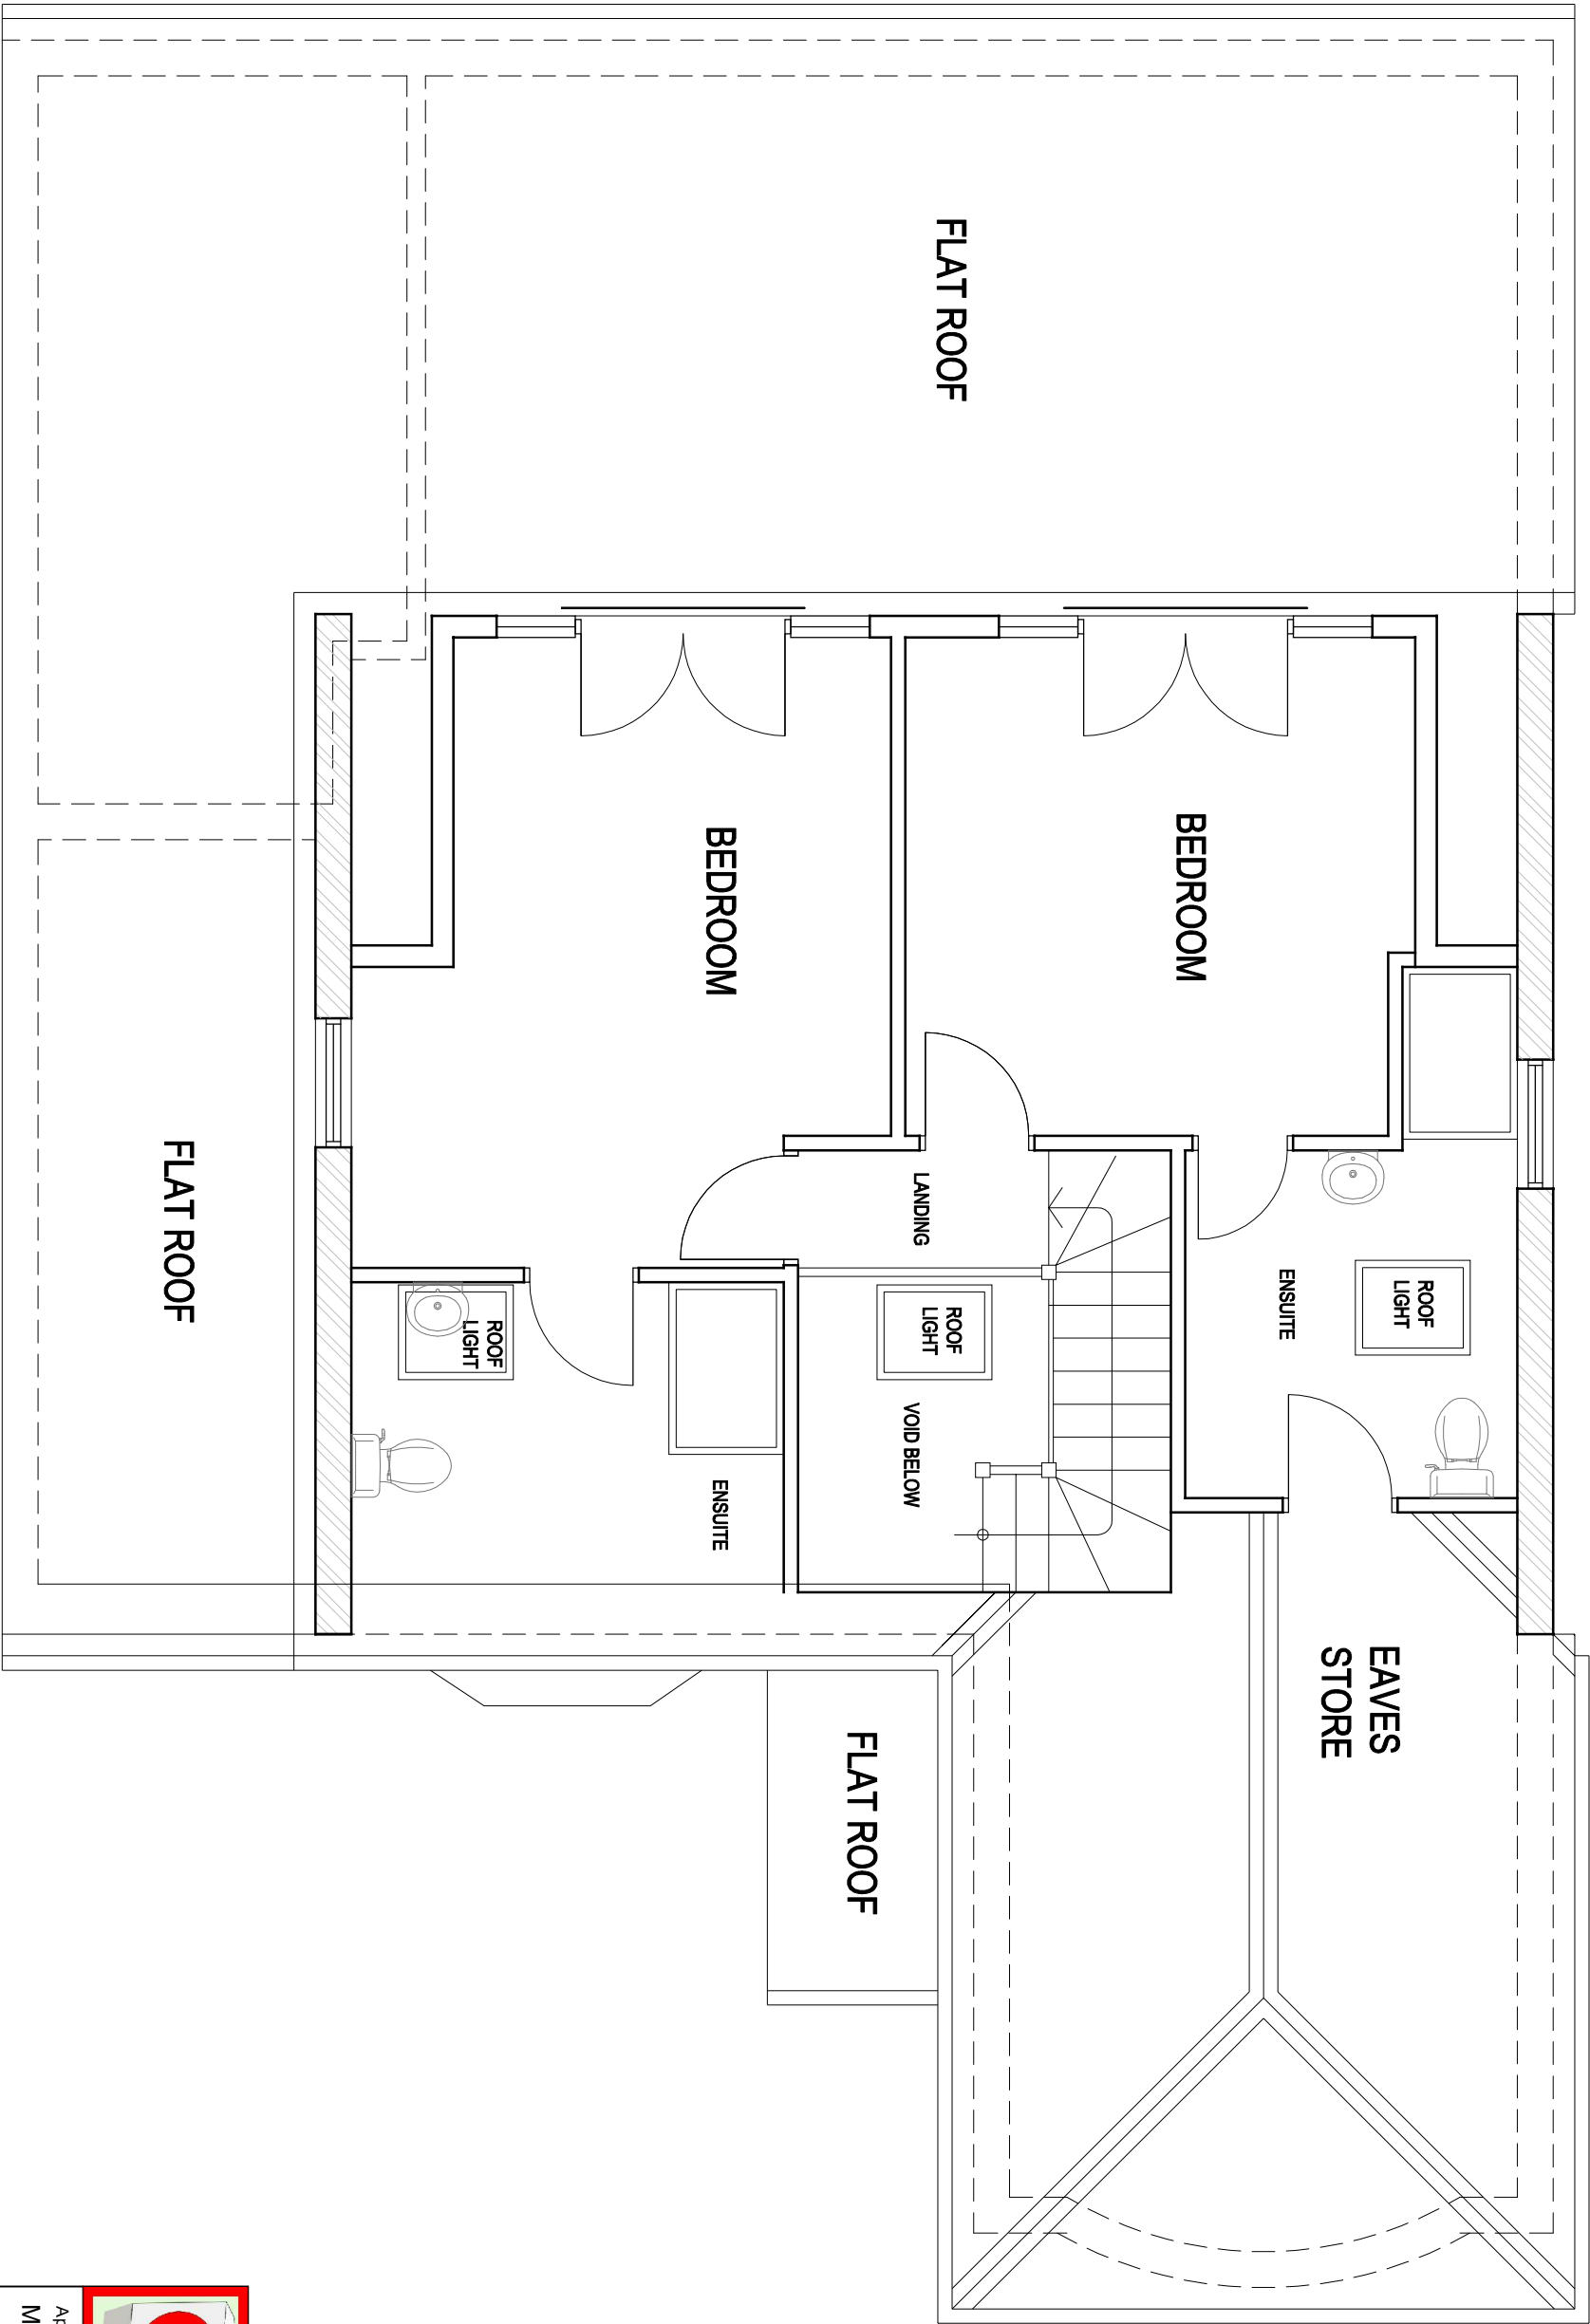 FLAT ROOF
BEDROOM
BEDROOM
ENSUITE
ROOF
LIGHT
LANDING
ROOF
LIGHT
VOID BELOW
ROOF
LIGHT
ENSUITE
FLAT ROOF
EAVES
STORE
FLAT ROOF